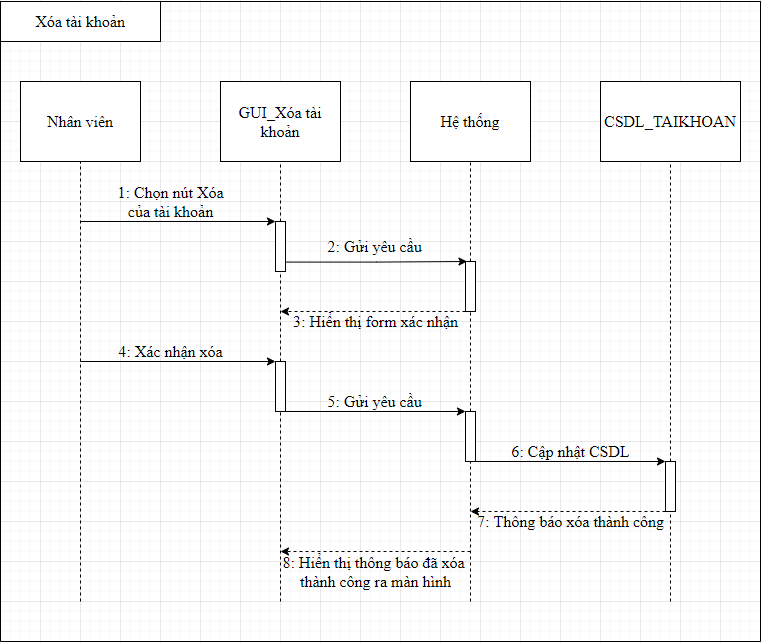 Xóa tài khoản
Nhân viên
GUI_Xóa tài
khoản
Hệ thống
CSDL_TAIKHOAN
1: Chọn nút Xóa
của tài khoản
2: Gửi yêu cầu
3: Hiển thị form xác nhận
4: Xác nhận xóa
5: Gửi yêu cầu
6: Cập nhật CSDL
7: Thông báo xóa thành công
8: Hiển thị thông báo đã xóa
thành công ra màn hình